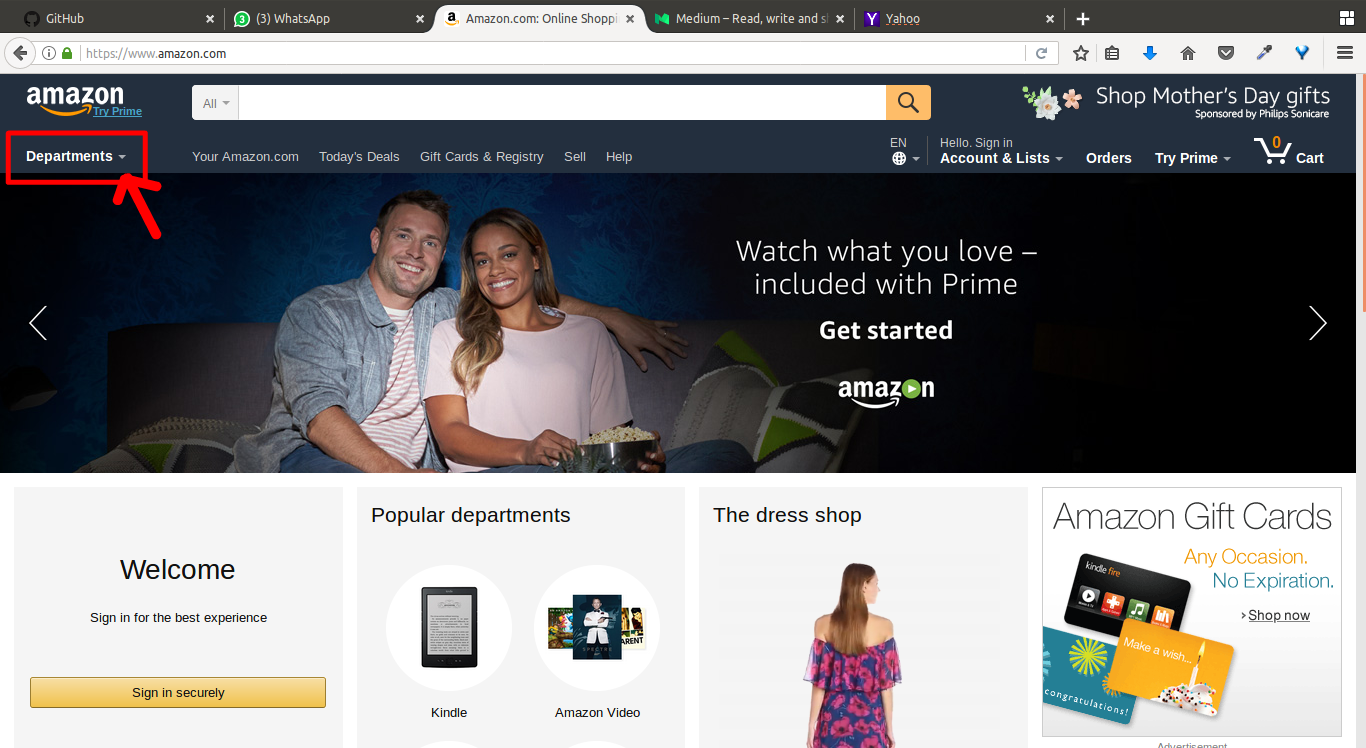 GitHub
(3) WhatsApp
Amazon.com: Online Shoppi
Medium – Read, write and sh
Yahoo
https://www.amazon.com
amazon
Try Prime
All
Shop Mother's Day gifts
Sponsored by Philips Sonicare
Departments
Your Amazon.com
Today's Deals
Gift Cards & Registry
Sell
Help
EN
Hello. Sign in
Account & Lists
Orders
Try Prime
0
Cart
Watch what you love –
included with Prime
Get started
amazon
Welcome
Sign in for the best experience
Sign in securely
Popular departments
Kindle
SPECTRE
Amazon Video
The dress shop
Amazon Gift Cards
Any Occasion.
No Expiration.
› Shop now
kindle fire
Make a wish...
congratulations!
Advertisement